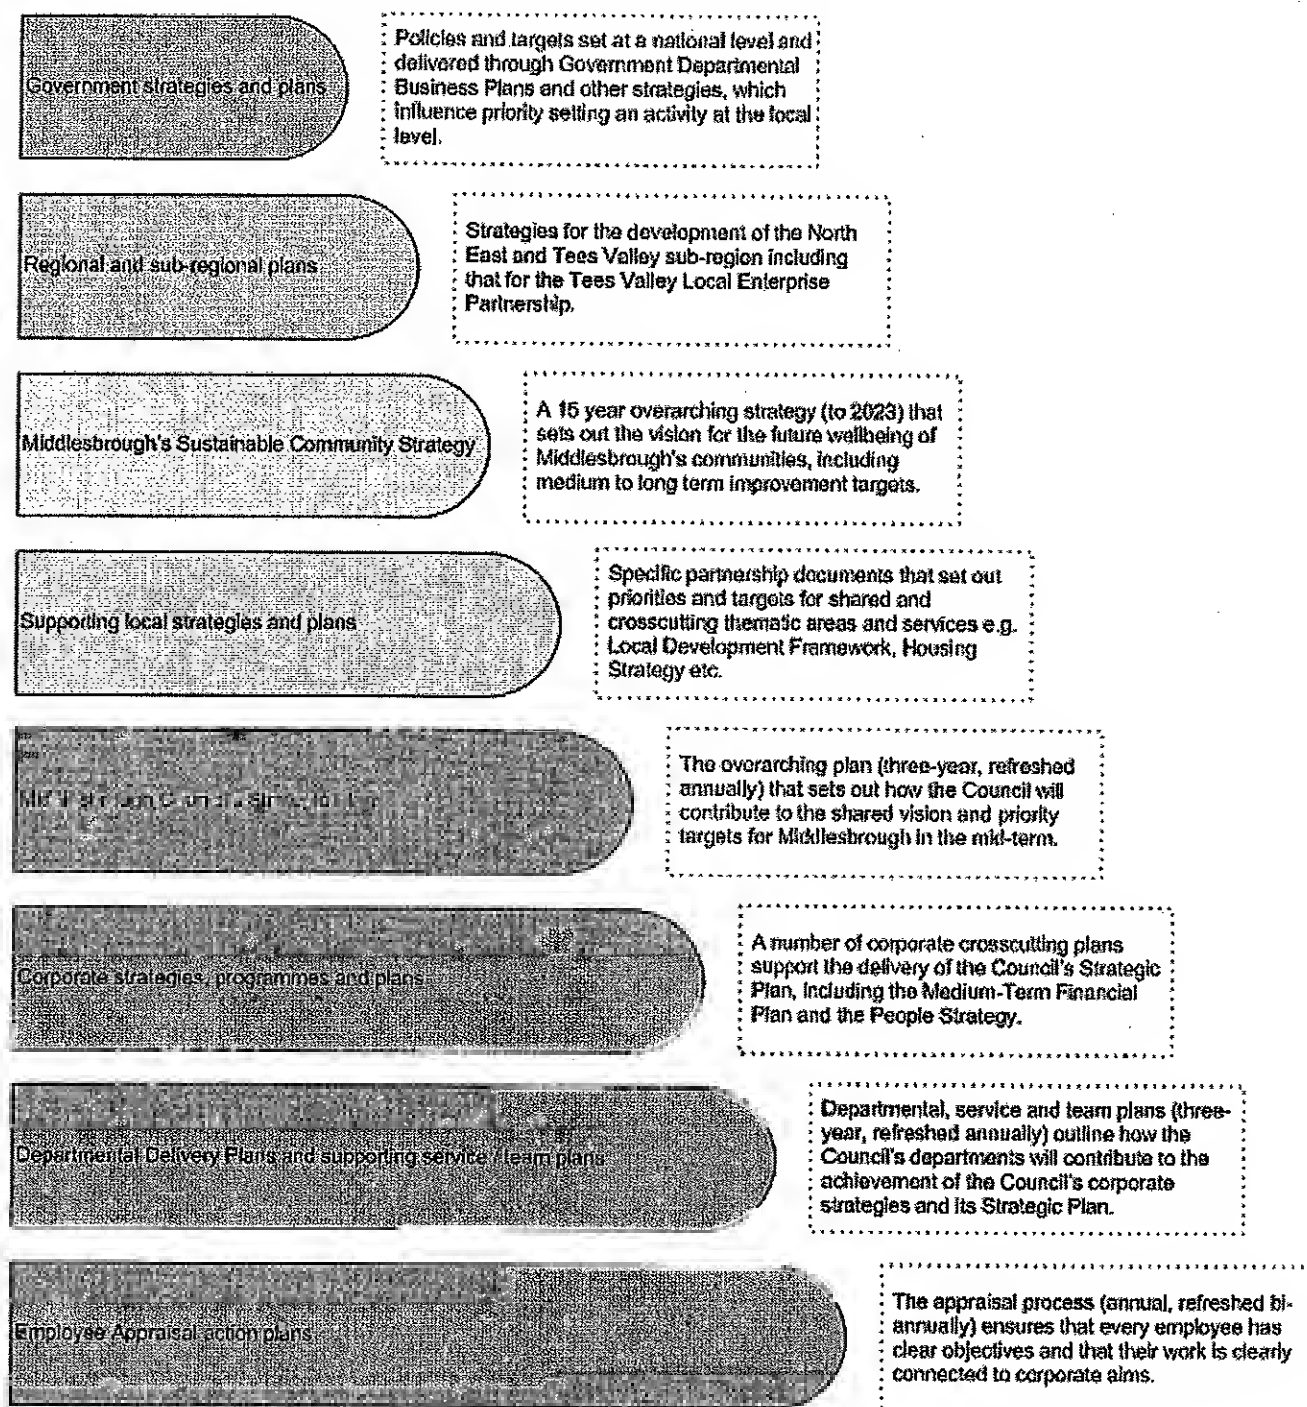 Government strategies and plans
Policies and targets set at a national level and
delivered through Government Departmental
Business Plans and other strategies, which
influence priority setting an activity at the local
level.
Regional and sub-regional plans
Strategies for the development of the North
East and Tees Valley sub-region including
that for the Tees Valley Local Enterprise
Partnership.
Middlesbrough's Sustainable Community Strategy
A 15 year overarching strategy (to 2023) that
sets out the vision for the future wellbeing of
Middlesbrough's communities, including
medium to long term improvement targets.
Supporting local strategies and plans
Specific partnership documents that set out
priorities and targets for shared and
crosscutting thematic areas and services e.g.
Local Development Framework, Housing
Strategy etc.
The overarching plan (three-year, refreshed
annually) that sets out how the Council will
contribute to the shared vision and priority
targets for Middlesbrough in the mid-term.
Corporate strategies, programmes and plans
A number of corporate crosscutting plans
support the delivery of the Council's Strategic
Plan, including the Medium-Term Financial
Plan and the People Strategy.
Departmental Delivery Plans and supporting service / team plans
Departmental, service and team plans (three-
year, refreshed annually) outline how the
Council's departments will contribute to the
achievement of the Council's corporate
strategies and its Strategic Plan.
Employee Appraisal action plans
The appraisal process (annual, refreshed bi-
annually) ensures that every employee has
clear objectives and that their work is clearly
connected to corporate aims.